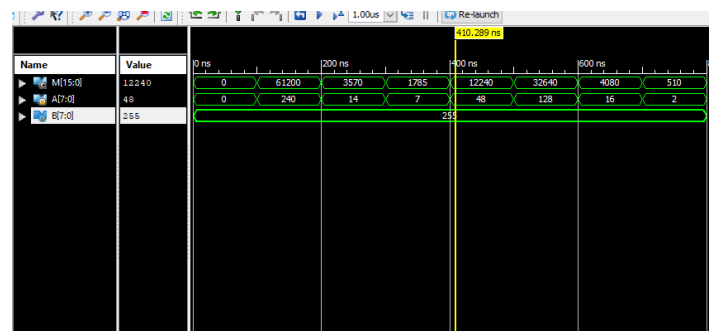 1.00us Re-launch
410.289 ns
Name Value 0 ns 200 ns 400 ns 600 ns
M[15:0] 12240 0 61200 3570 1785 12240 32640 4080 510
A[7:0] 48 0 240 14 7 48 128 16 2
B[7:0] 255 255